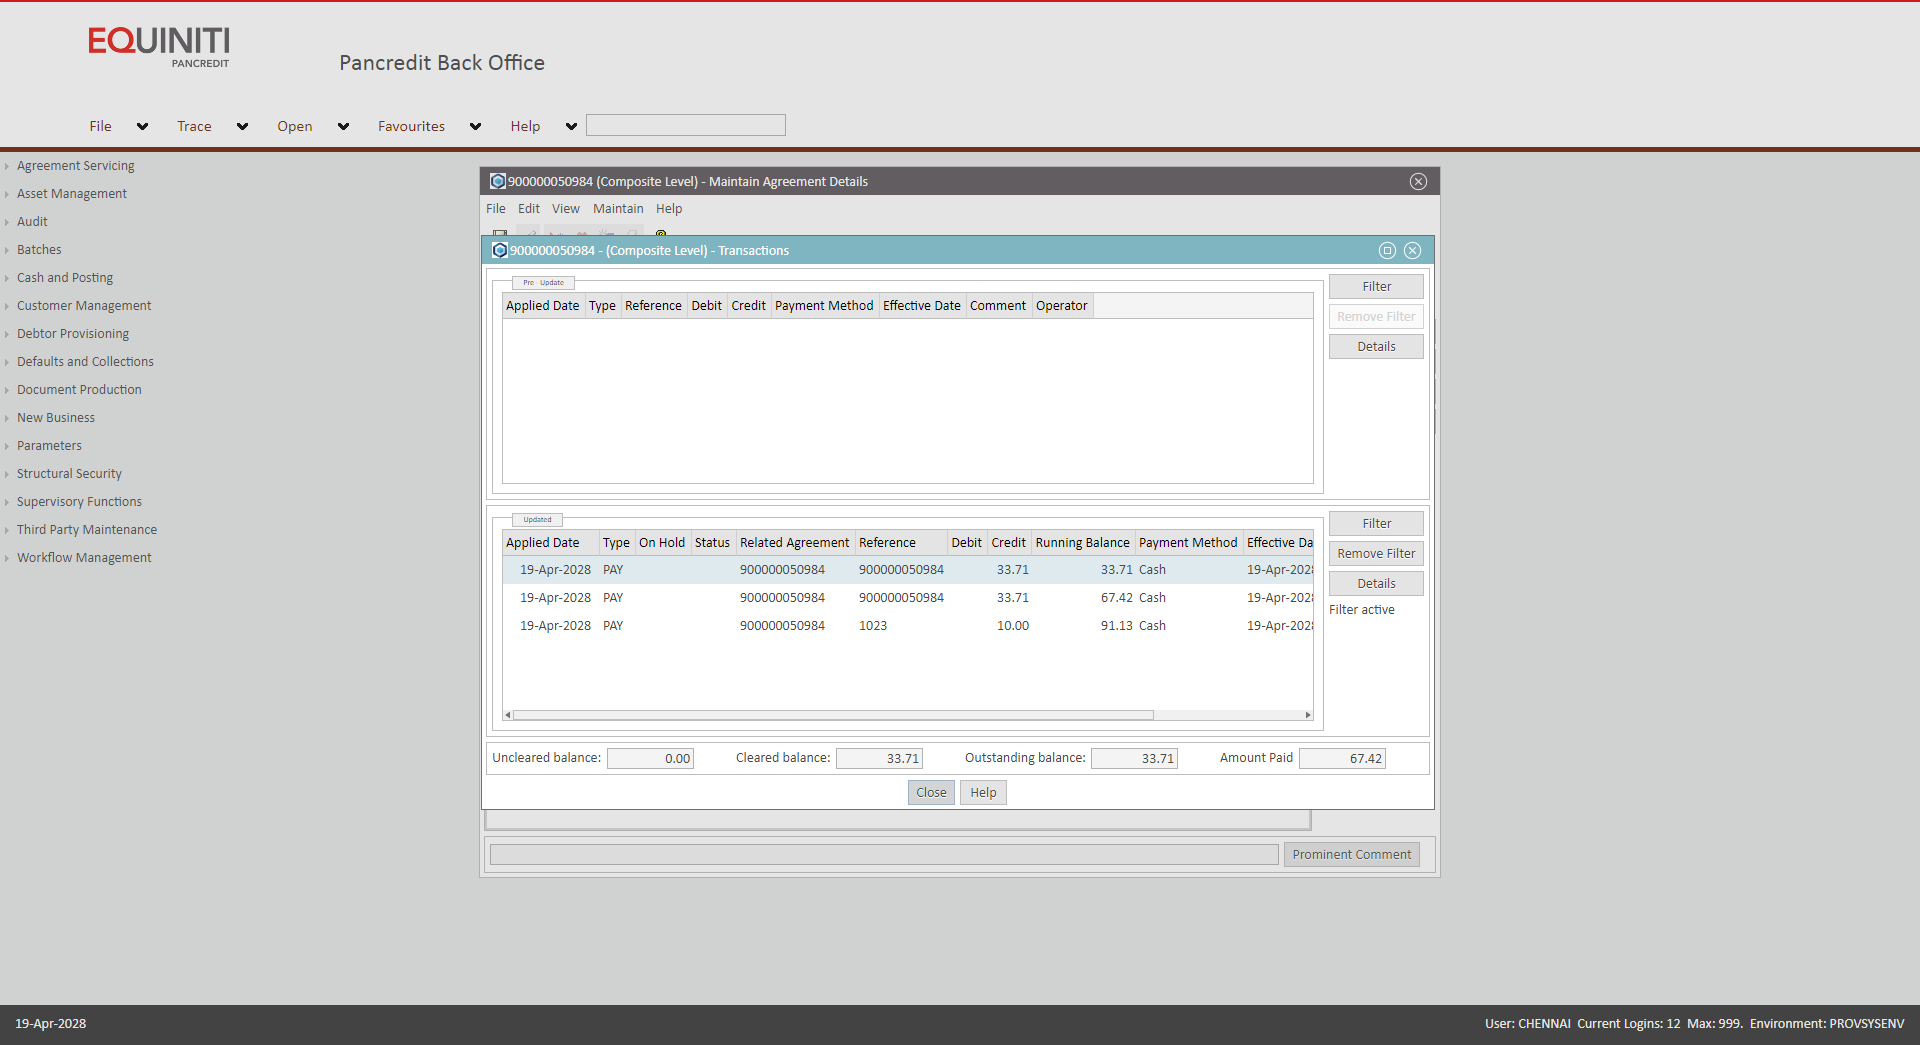 EQUINITI
PANCREDIT
Pancredit Back Office
File Trace Open Favourites Help
Agreement Servicing
Asset Management
Audit
Batches
Cash and Posting
Customer Management
Debtor Provisioning
Defaults and Collections
Document Production
New Business
Parameters
Structural Security
Supervisory Functions
Third Party Maintenance
Workflow Management
900000050984 (Composite Level) - Maintain Agreement Details
File Edit View Maintain Help
900000050984 - (Composite Level) - Transactions
Pre - Update
Applied Date Type Reference Debit Credit Payment Method Effective Date Comment Operator
Filter
Remove Filter
Details
Updated
Applied Date Type On Hold Status Related Agreement Reference Debit Credit Running Balance Payment Method Effective Da
19-Apr-2028 PAY 900000050984 900000050984 33.71 33.71 Cash 19-Apr-202
19-Apr-2028 PAY 900000050984 900000050984 33.71 67.42 Cash 19-Apr-202
19-Apr-2028 PAY 900000050984 1023 10.00 91.13 Cash 19-Apr-202
Filter
Remove Filter
Details
Filter active
Uncleared balance: 0.00 Cleared balance: 33.71 Outstanding balance: 33.71 Amount Paid 67.42
Close Help
Prominent Comment
19-Apr-2028 User: CHENNAI Current Logins: 12 Max: 999. Environment: PROVSYSENV